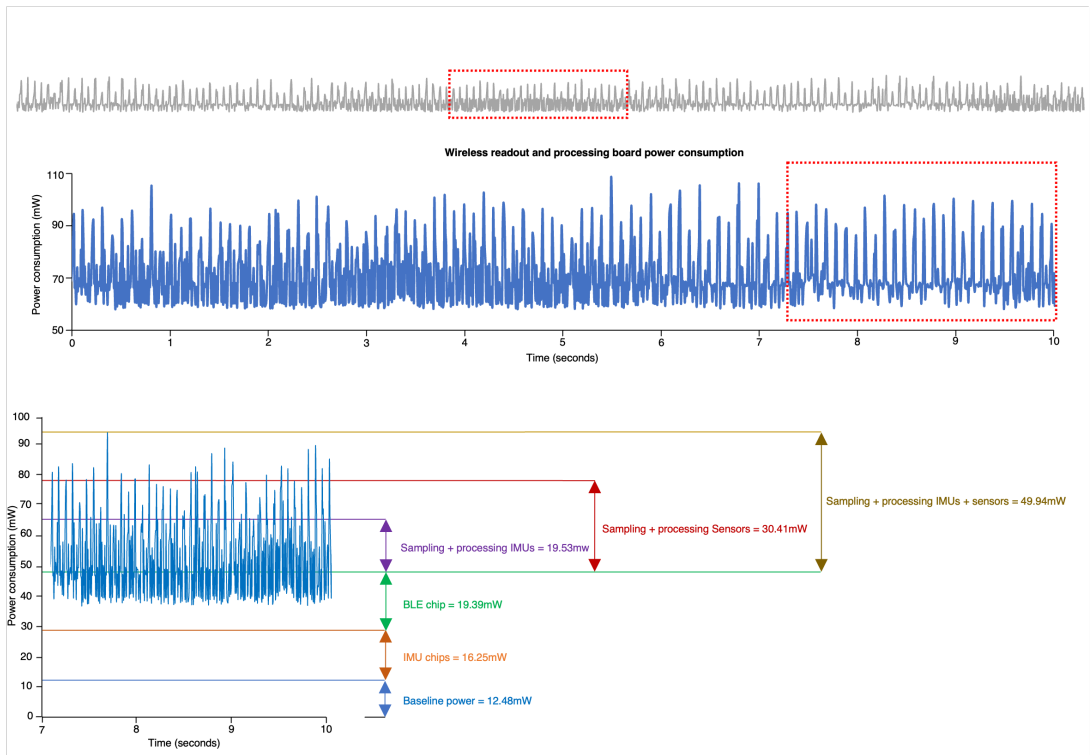 Wireless readout and processing board power consumption
110
90
70
50
Power consumption (mW)
0 1 2 3 4 5 6 7 8 9 10
Time (seconds)
100
90
80
70
60
50
40
30
20
10
0
Power consumption (mW)
7 8 9 10
Time (seconds)
Sampling + processing IMUs + sensors = 49.94mW
Sampling + processing Sensors = 30.41mW
Sampling + processing IMUs = 19.53mw
BLE chip = 19.39mW
IMU chips = 16.25mW
Baseline power = 12.48mW